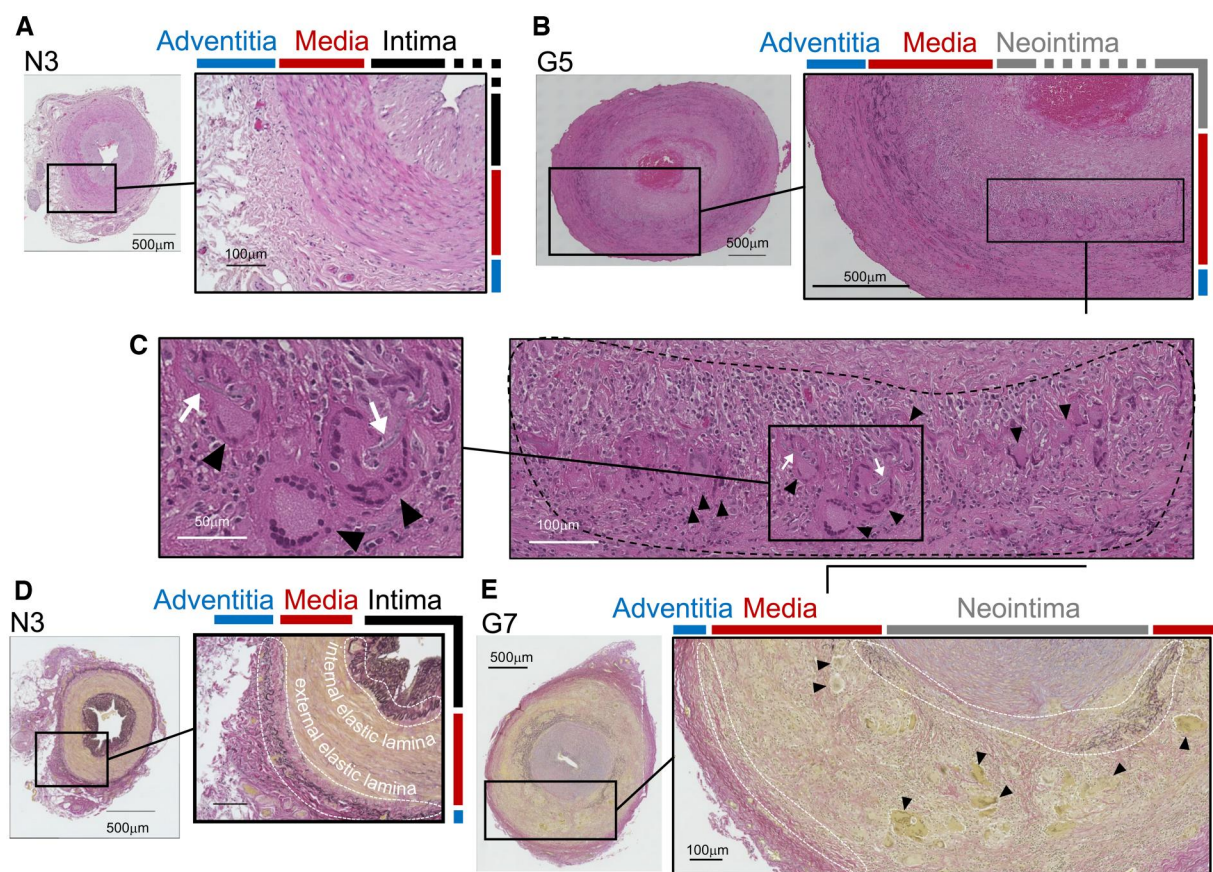 A
N3
Adventitia Media Intima
500μm
100μm
B
G5
Adventitia Media Neointima
500μm
500μm
C
50μm
100μm
D
N3
Adventitia Media Intima
500μm
internal elastic lamina
external elastic lamina
E
G7
Adventitia Media Neointima
500μm
100μm